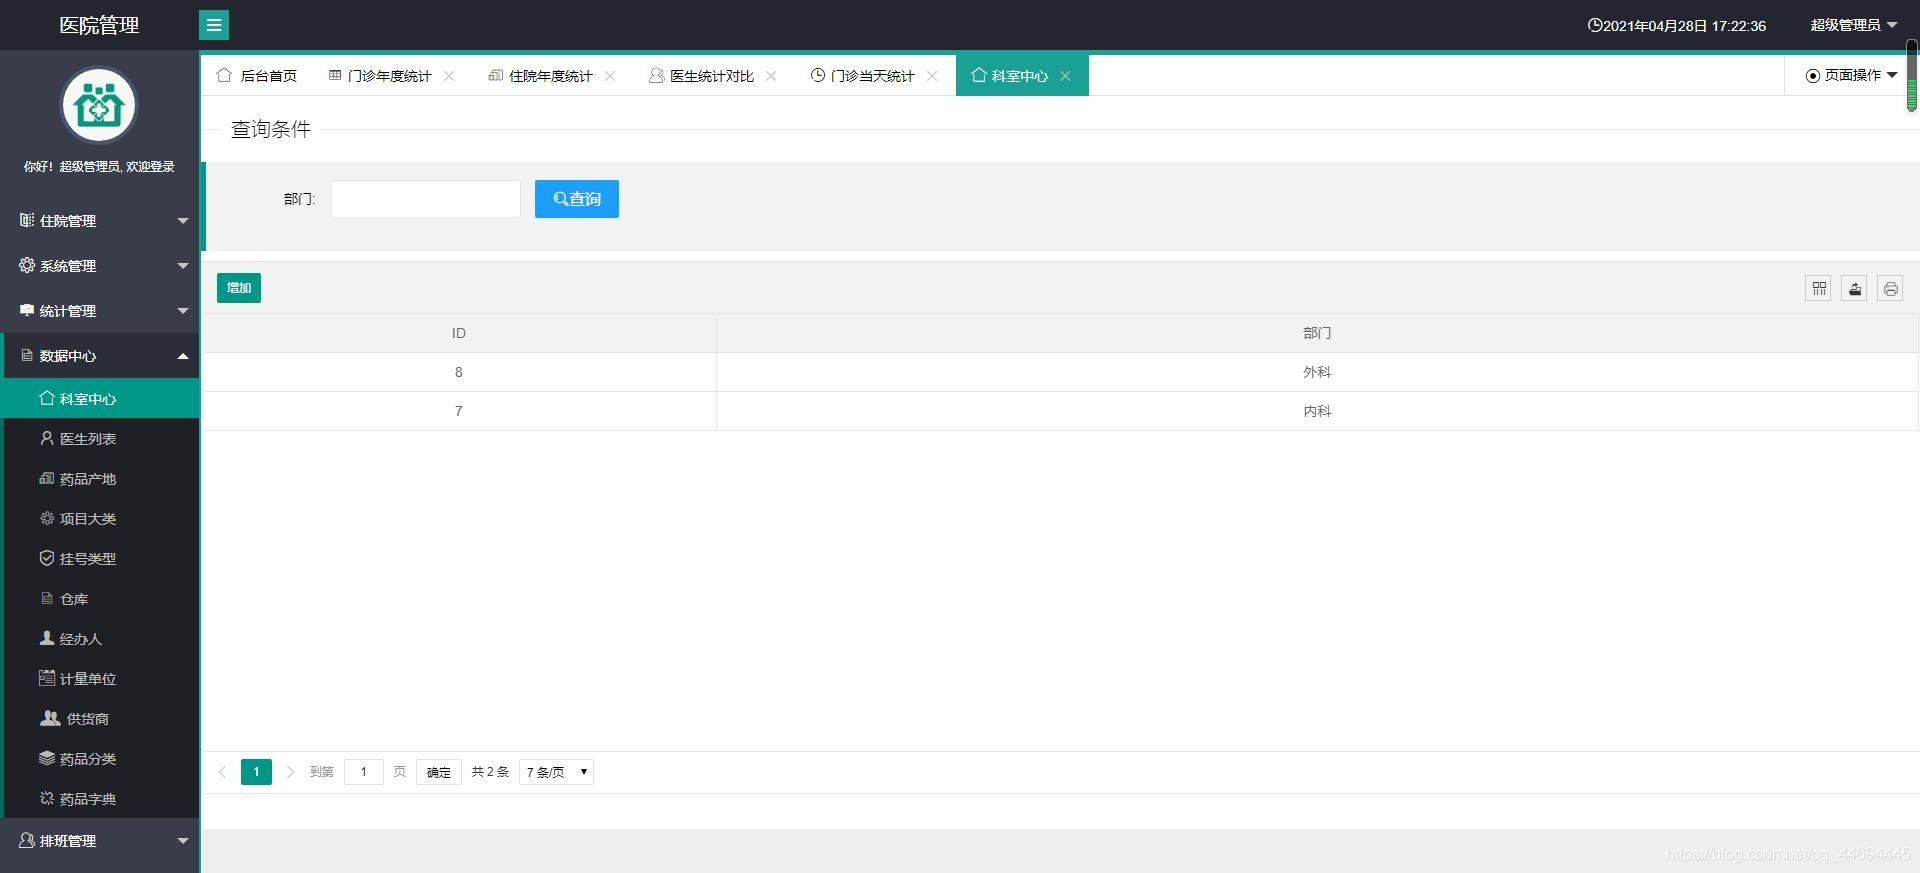 医院管理
2021年04月28日 17:22:36
超级管理员
后台首页
门诊年度统计
住院年度统计
医生统计对比
门诊当天统计
科室中心
页面操作
你好！超级管理员, 欢迎登录
住院管理
系统管理
统计管理
数据中心
科室中心
医生列表
药品产地
项目大类
挂号类型
仓库
经办人
计量单位
供货商
药品分类
药品字典
排班管理
查询条件
部门:
查询
增加
ID 部门
8 外科
7 内科
1 到第 1 页 确定 共 2 条 7 条/页
https://blog.csdn.net/qq_44694445